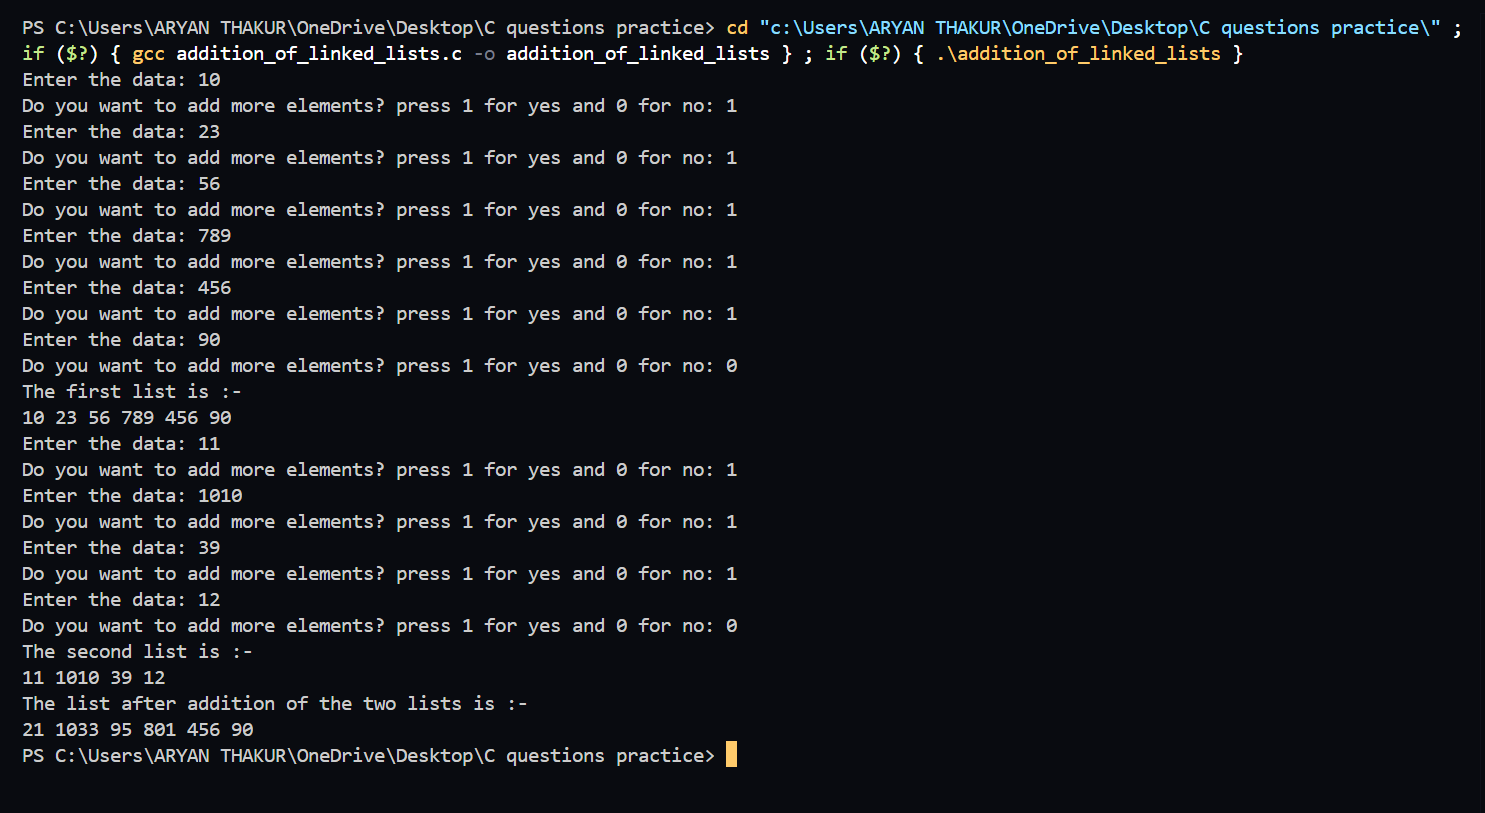 PS C:\Users\ARYAN THAKUR\OneDrive\Desktop\C questions practice> cd "c:\Users\ARYAN THAKUR\OneDrive\Desktop\C questions practice\" ;
if ($?) { gcc addition_of_linked_lists.c -o addition_of_linked_lists } ; if ($?) { .\addition_of_linked_lists }
Enter the data: 10
Do you want to add more elements? press 1 for yes and 0 for no: 1
Enter the data: 23
Do you want to add more elements? press 1 for yes and 0 for no: 1
Enter the data: 56
Do you want to add more elements? press 1 for yes and 0 for no: 1
Enter the data: 789
Do you want to add more elements? press 1 for yes and 0 for no: 1
Enter the data: 456
Do you want to add more elements? press 1 for yes and 0 for no: 1
Enter the data: 90
Do you want to add more elements? press 1 for yes and 0 for no: 0
The first list is :-
10 23 56 789 456 90
Enter the data: 11
Do you want to add more elements? press 1 for yes and 0 for no: 1
Enter the data: 1010
Do you want to add more elements? press 1 for yes and 0 for no: 1
Enter the data: 39
Do you want to add more elements? press 1 for yes and 0 for no: 1
Enter the data: 12
Do you want to add more elements? press 1 for yes and 0 for no: 0
The second list is :-
11 1010 39 12
The list after addition of the two lists is :-
21 1033 95 801 456 90
PS C:\Users\ARYAN THAKUR\OneDrive\Desktop\C questions practice>